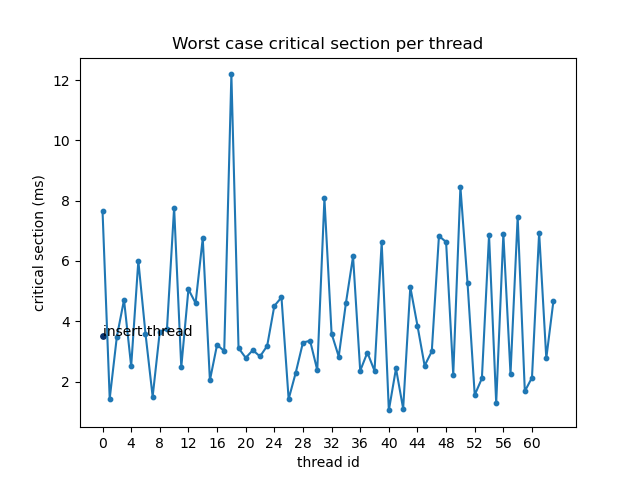 Worst case critical section per thread
critical section (ms)
12
10
8
6
4
2
insert thread
0 4 8 12 16 20 24 28 32 36 40 44 48 52 56 60
thread id